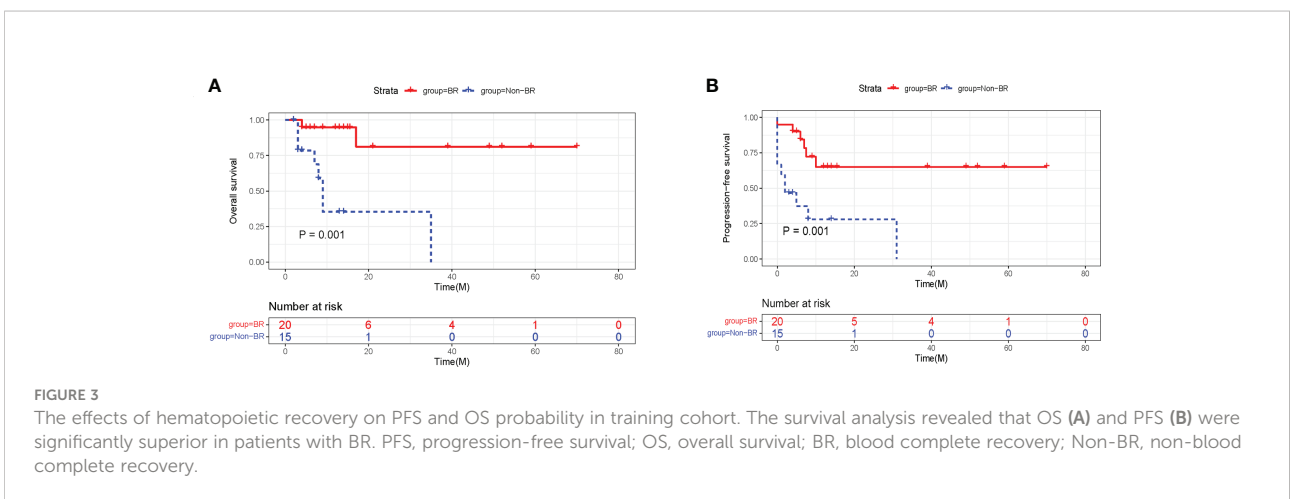 A
Strata group=BR group=Non-BR
1.00
0.75
0.50
0.25
0.00
Overall survival
P = 0.001
0 20 40 60 80
Time(M)
Number at risk
group=BR 20 6 4 1 0
group=Non-BR 15 1 0 0 0
0 20 40 60 80
Time(M)
B
Strata group=BR group=Non-BR
1.00
0.75
0.50
0.25
0.00
Progression-free survival
P = 0.001
0 20 40 60 80
Time(M)
Number at risk
group=BR 20 5 4 1 0
group=Non-BR 15 1 0 0 0
0 20 40 60 80
Time(M)
FIGURE 3
The effects of hematopoietic recovery on PFS and OS probability in training cohort. The survival analysis revealed that OS (A) and PFS (B) were
significantly superior in patients with BR. PFS, progression-free survival; OS, overall survival; BR, blood complete recovery; Non-BR, non-blood
complete recovery.